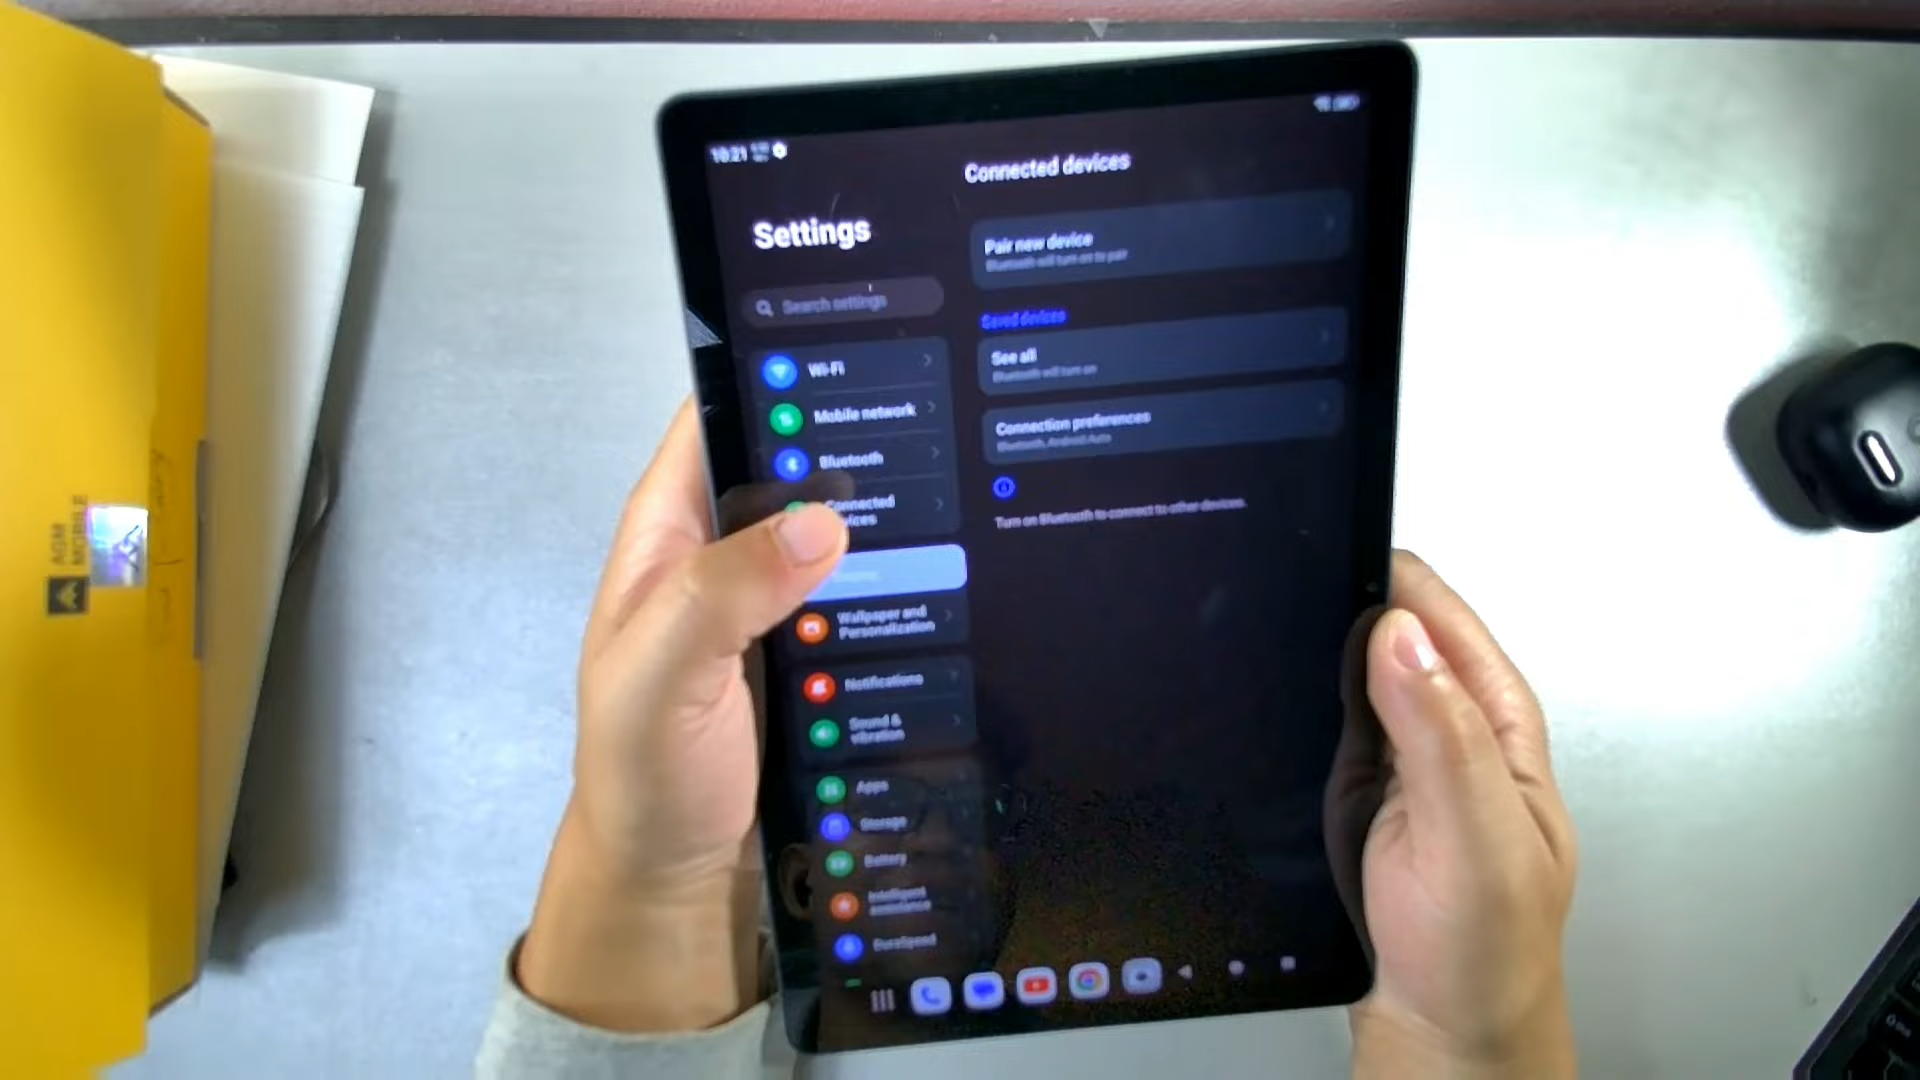 AGM
MOBILE
10:21
Connected devices
Settings
Pair new device
Bluetooth will turn on to pair
Search settings
Saved devices
See all
Bluetooth will turn on
Wi-Fi
Mobile network
Connection preferences
Bluetooth, Android Auto
Bluetooth
Connected
Turn on Bluetooth to connect to other devices.
Wallpaper and
Personalization
Notifications
Sound &
vibration
Apps
Storage
Battery
Intelligent
assistance
DuraSpeed